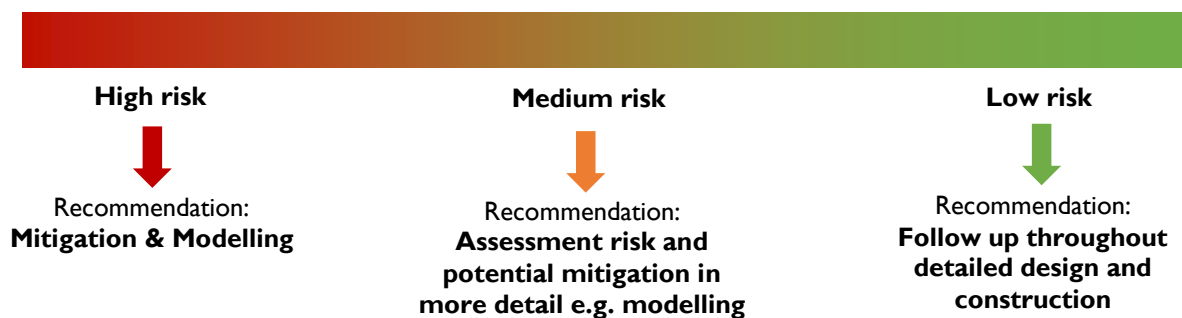 High risk
Medium risk
Low risk
Recommendation:
Mitigation & Modelling
Recommendation:
Assessment risk and
potential mitigation in
more detail e.g. modelling
Recommendation:
Follow up throughout
detailed design and
construction